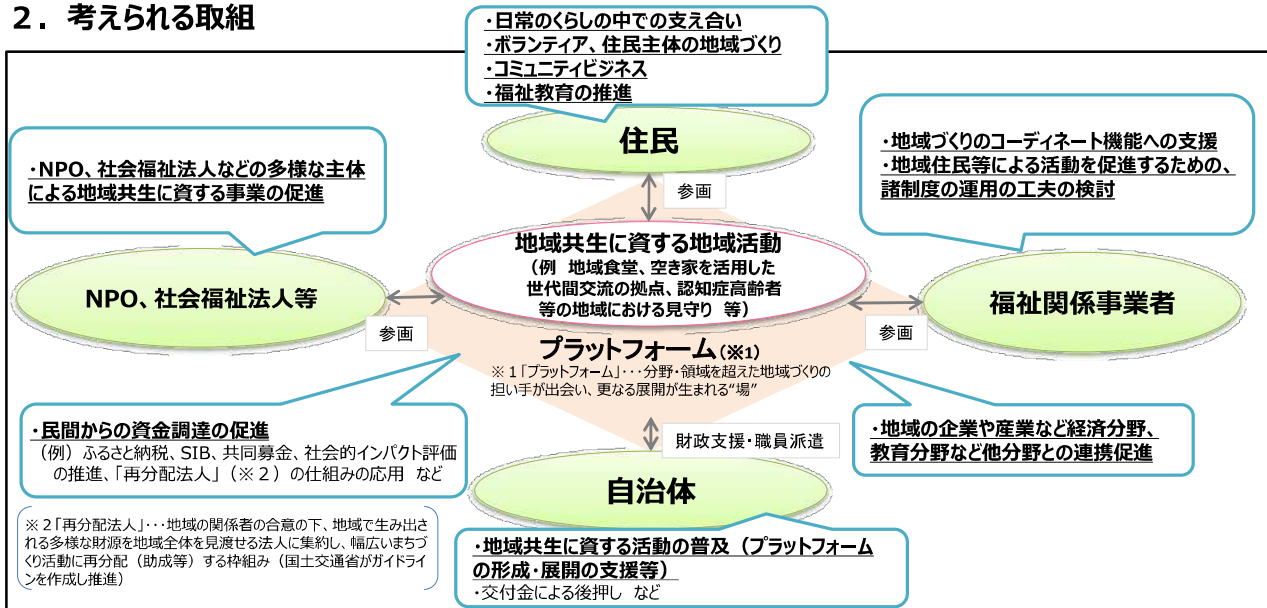 ２．考えられる取組
・日常のくらしの中での支え合い
・ボランティア、住民主体の地域づくり
・コミュニティビジネス
・福祉教育の推進
住民
参画
・NPO、社会福祉法人などの多様な主体
による地域共生に資する事業の促進
・地域づくりのコーディネート機能への支援
・地域住民等による活動を促進するための、
諸制度の運用の工夫の検討
地域共生に資する地域活動
（例　地域食堂、空き家を活用した
世代間交流の拠点、認知症高齢者
等の地域における見守り　等）
NPO、社会福祉法人等
参画
福祉関係事業者
参画
プラットフォーム(※1)
※１「プラットフォーム」･･･分野・領域を超えた地域づくりの
担い手が出会い、更なる展開が生まれる“場”
・民間からの資金調達の促進
（例）ふるさと納税、SIB、共同募金、社会的インパクト評価
の推進、「再分配法人」（※２）の仕組みの応用　など
財政支援・職員派遣
・地域の企業や産業など経済分野、
教育分野など他分野との連携促進
自治体
※２「再分配法人」･･･地域の関係者の合意の下、地域で生み出さ
れる多様な財源を地域全体を見渡せる法人に集約し、幅広いまちづ
くり活動に再分配（助成等）する枠組み（国土交通省がガイドライ
ンを作成し推進）
・地域共生に資する活動の普及（プラットフォーム
の形成・展開の支援等）
・交付金による後押し　など